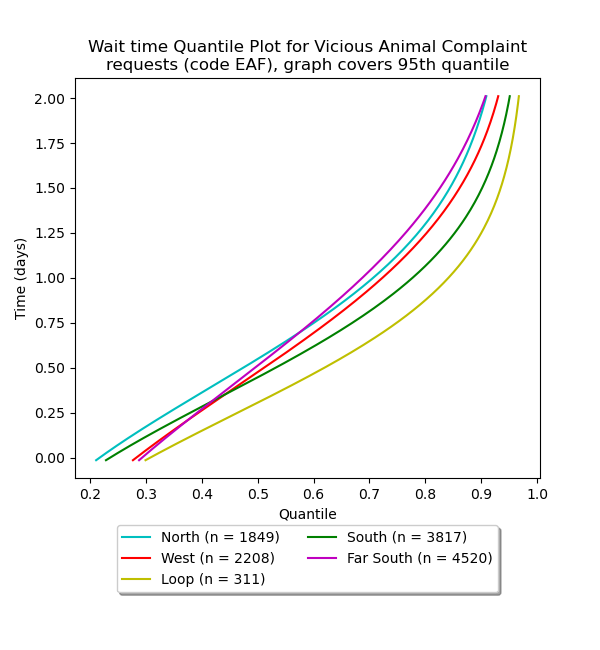 Wait time Quantile Plot for Vicious Animal Complaint
requests (code EAF), graph covers 95th quantile
Time (days)
2.00
1.75
1.50
1.25
1.00
0.75
0.50
0.25
0.00
0.2 0.3 0.4 0.5 0.6 0.7 0.8 0.9 1.0
Quantile
North (n = 1849) South (n = 3817)
West (n = 2208) Far South (n = 4520)
Loop (n = 311)